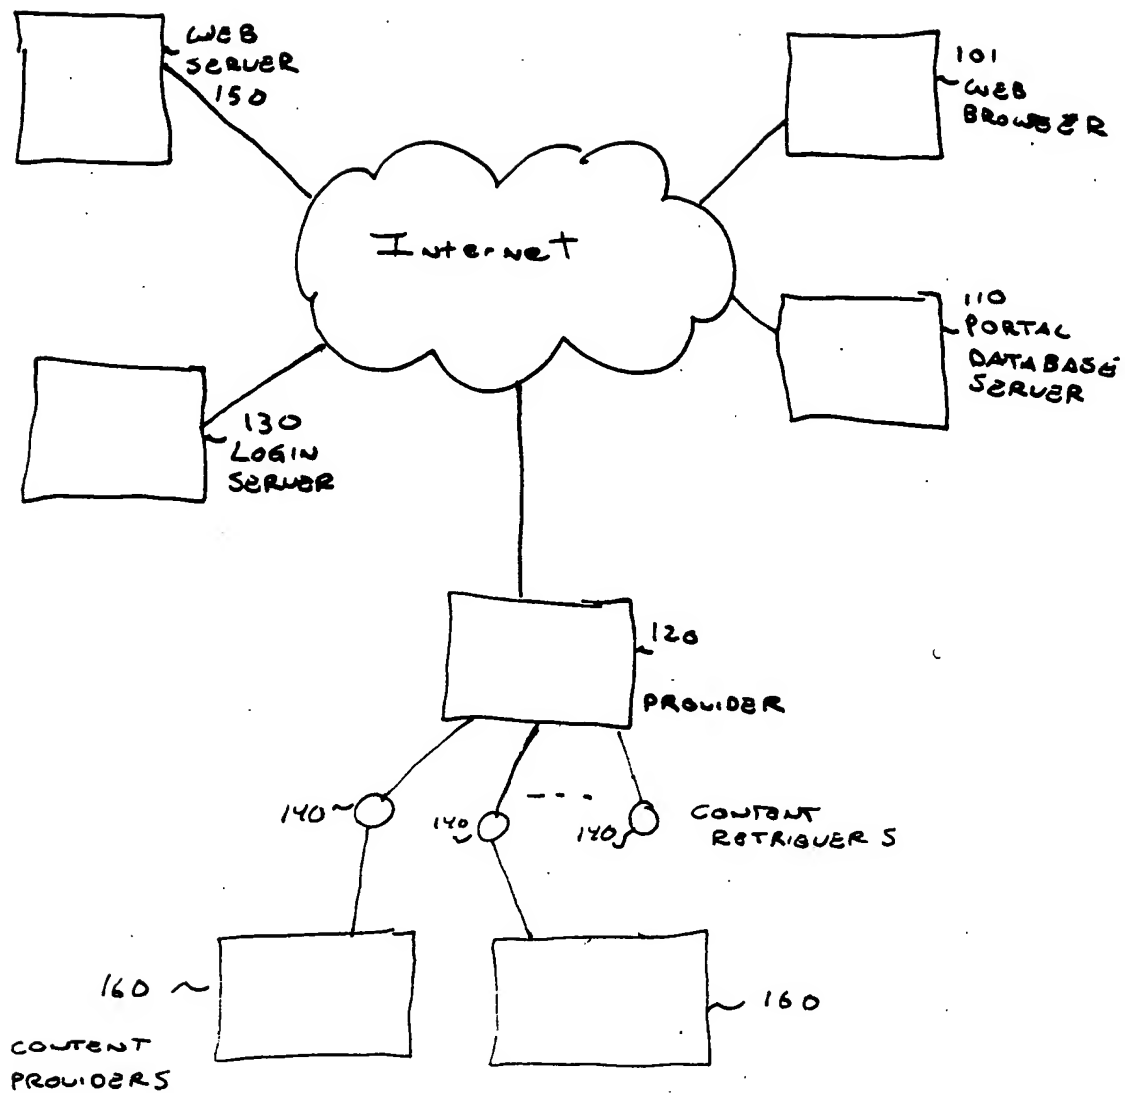 WEB
SERVER
150
101
WEB
BROWSER
Internet
110
PORTAL
DATABASE
SERVER
130
LOGIN
SERVER
120
PROVIDER
140
140
140
CONTENT
RETRIEVERS
160
160
CONTENT
PROVIDERS